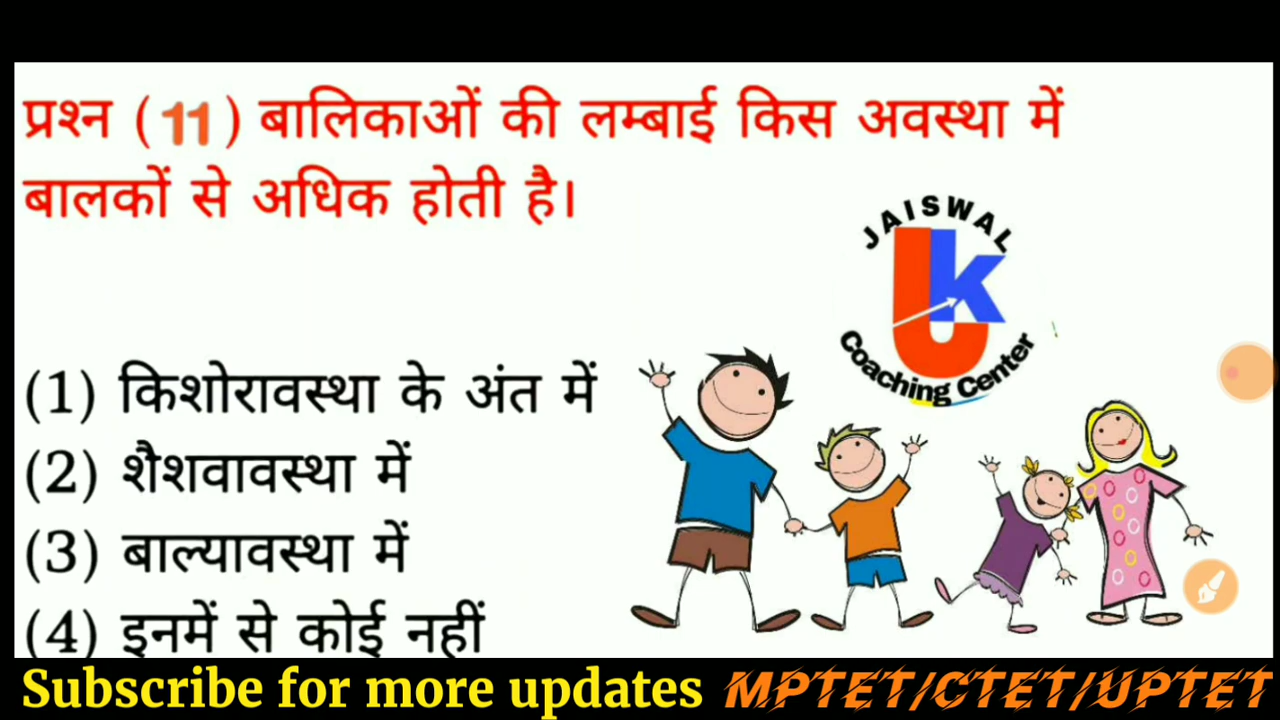 प्रश्न (11) बालिकाओं की लम्बाई किस अवस्था में
बालकों से अधिक होती है।
JAISWAL
JK
Coaching Center
(1) किशोरावस्था के अंत में
(2) शैशवावस्था में
(3) बाल्यावस्था में
(4) इनमें से कोई नहीं
Subscribe for more updates MPTET/CTET/UPTET